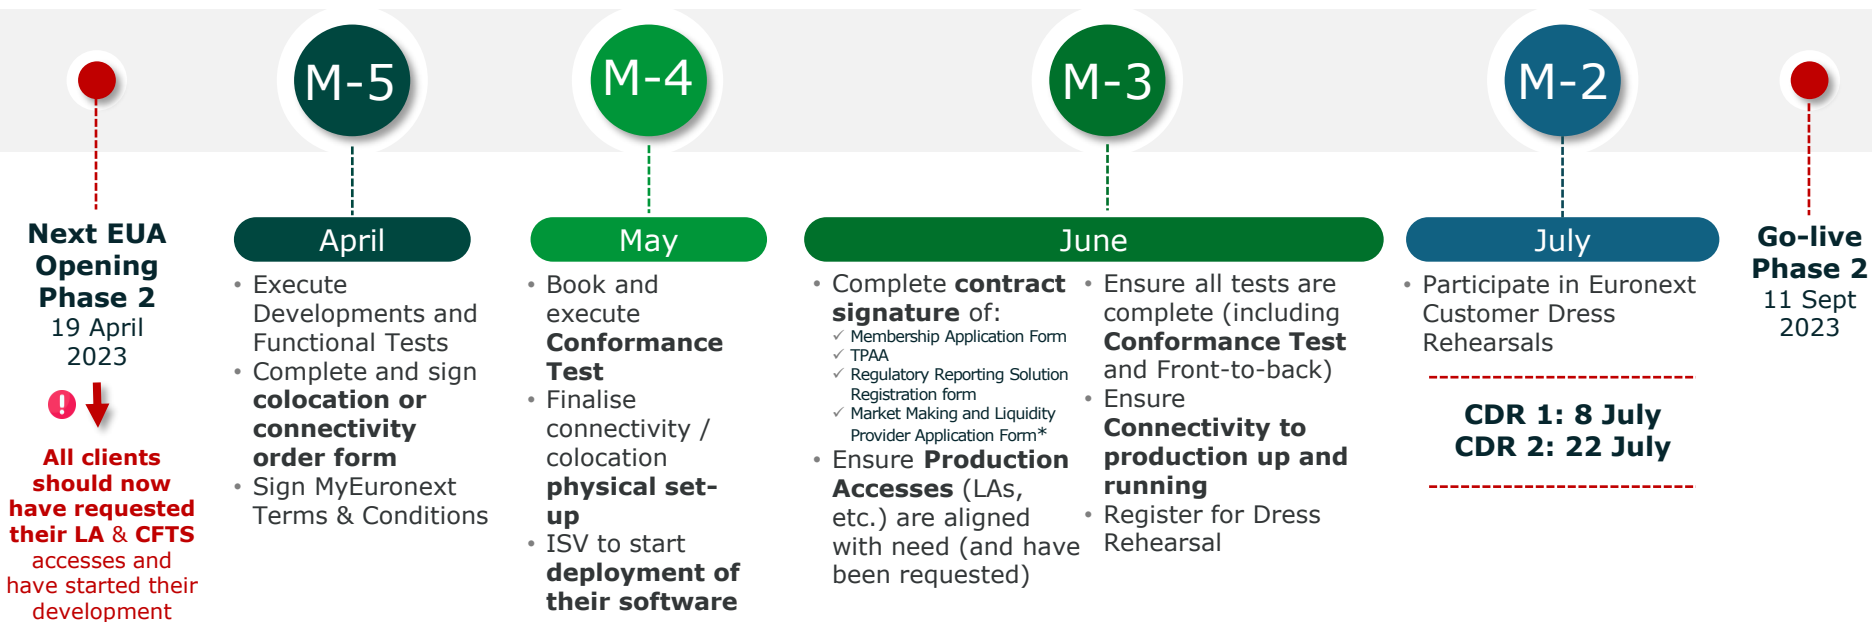 M-5
M-4
M-3
M-2
Next EUA
Opening
Phase 2
19 April
2023
!
All clients
should now
have requested
their LA & CFTS
accesses and
have started their
development
April
• Execute
Developments and
Functional Tests
• Complete and sign
colocation or
connectivity
order form
• Sign MyEuronext
Terms & Conditions
May
• Book and
execute
Conformance
Test
• Finalise
connectivity /
colocation
physical set-
up
• ISV to start
deployment of
their software
June
• Complete contract
signature of:
✓ Membership Application Form
✓ TPAA
✓ Regulatory Reporting Solution
Registration form
✓ Market Making and Liquidity
Provider Application Form*
• Ensure Production
Accesses (LAs,
etc.) are aligned
with need (and have
been requested)
• Ensure all tests are
complete (including
Conformance Test
and Front-to-back)
• Ensure
Connectivity to
production up and
running
• Register for Dress
Rehearsal
July
• Participate in Euronext
Customer Dress
Rehearsals
CDR 1: 8 July
CDR 2: 22 July
Go-live
Phase 2
11 Sept
2023